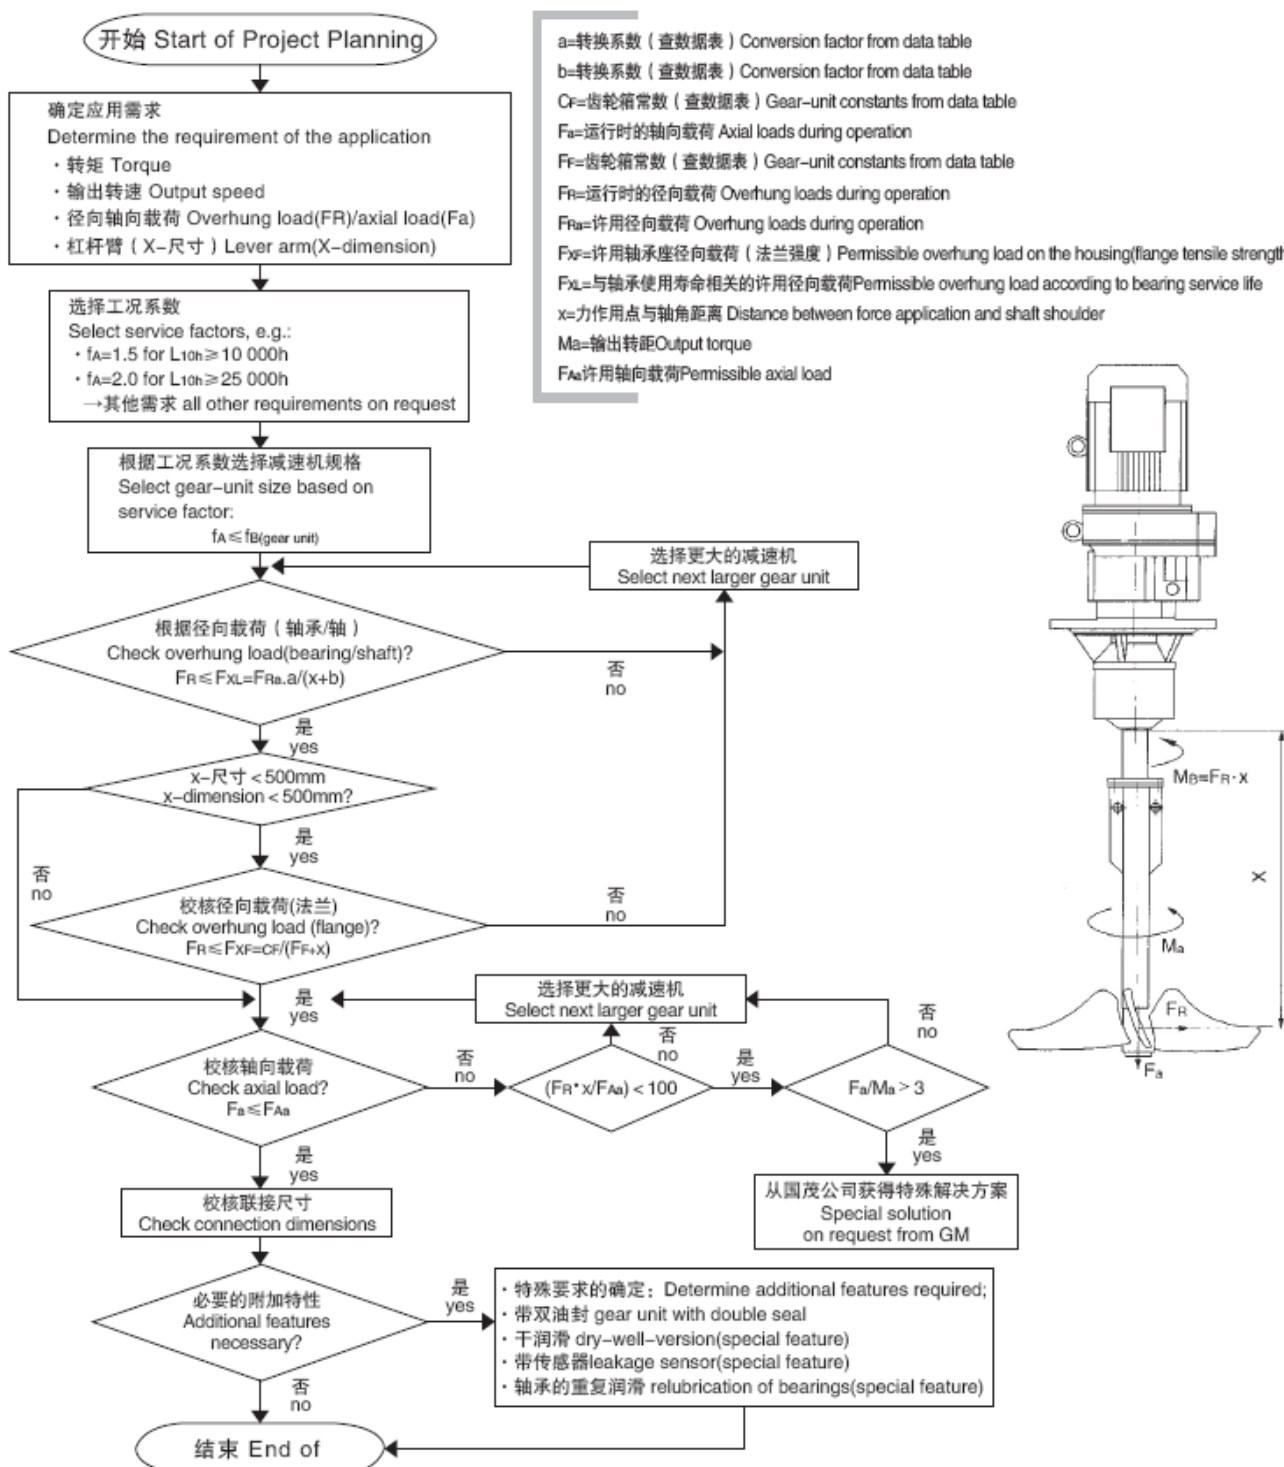 开始 Start of Project Planning
确定应用需求
Determine the requirement of the application
·转矩 Torque
·输出转速 Output speed
·径向轴向载荷 Overhung load(FR)/axial load(Fa)
·杠杆臂（X-尺寸）Lever arm(X-dimension)
选择工况系数
Select service factors, e.g.:
·fA=1.5 for L10h≥10 000h
·fA=2.0 for L10h≥25 000h
→其他需求 all other requirements on request
根据工况系数选择减速机规格
Select gear-unit size based on
service factor:
fA≤fB(gear unit)
选择更大的减速机
Select next larger gear unit
根据径向载荷（轴承/轴）
Check overhung load(bearing/shaft)?
FR≤FXL=FRa.a/(x+b)
否
no
是
yes
x-尺寸<500mm
x-dimension<500mm?
是
yes
否
no
校核径向载荷(法兰)
Check overhung load (flange)?
FR≤FXF=CF/(FF+X)
否
no
是
yes
选择更大的减速机
Select next larger gear unit
否
no
否
no
校核轴向载荷
Check axial load?
Fa≤FAa
否
no
(FR•x/FAa)<100
是
yes
Fa/Ma>3
是
yes
是
yes
从国茂公司获得特殊解决方案
Special solution
on request from GM
校核联接尺寸
Check connection dimensions
必要的附加特性
Additional features
necessary?
是
yes
·特殊要求的确定：Determine additional features required;
·带双油封 gear unit with double seal
·干润滑 dry-well-version(special feature)
·带传感器leakage sensor(special feature)
·轴承的重复润滑 relubrication of bearings(special feature)
否
no
结束 End of
a=转换系数（查数据表）Conversion factor from data table
b=转换系数（查数据表）Conversion factor from data table
CF=齿轮箱常数（查数据表）Gear-unit constants from data table
Fa=运行时的轴向载荷 Axial loads during operation
FF=齿轮箱常数（查数据表）Gear-unit constants from data table
FR=运行时的径向载荷 Overhung loads during operation
FRa=许用径向载荷 Overhung loads during operation
FXF=许用轴承座径向载荷（法兰强度）Permissible overhung load on the housing(flange tensile strength
FXL=与轴承使用寿命相关的许用径向载荷Permissible overhung load according to bearing service life
x=力作用点与轴角距离 Distance between force application and shaft shoulder
Ma=输出转距Output torque
FAa许用轴向载荷Permissible axial load
MB=FR·x
X
Ma
FR
Fa